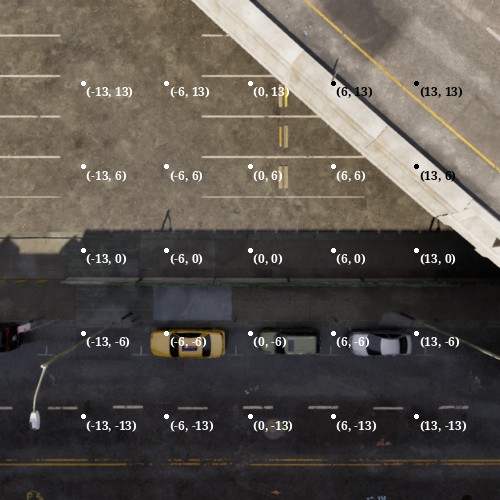 (-13, 13) (-6, 13) (0, 13) (6, 13) (13, 13)
(-13, 6) (-6, 6) (0, 6) (6, 6) (13, 6)
(-13, 0) (-6, 0) (0, 0) (6, 0) (13, 0)
(-13, -6) (-6, -6) (0, -6) (6, -6) (13, -6)
(-13, -13) (-6, -13) (0, -13) (6, -13) (13, -13)